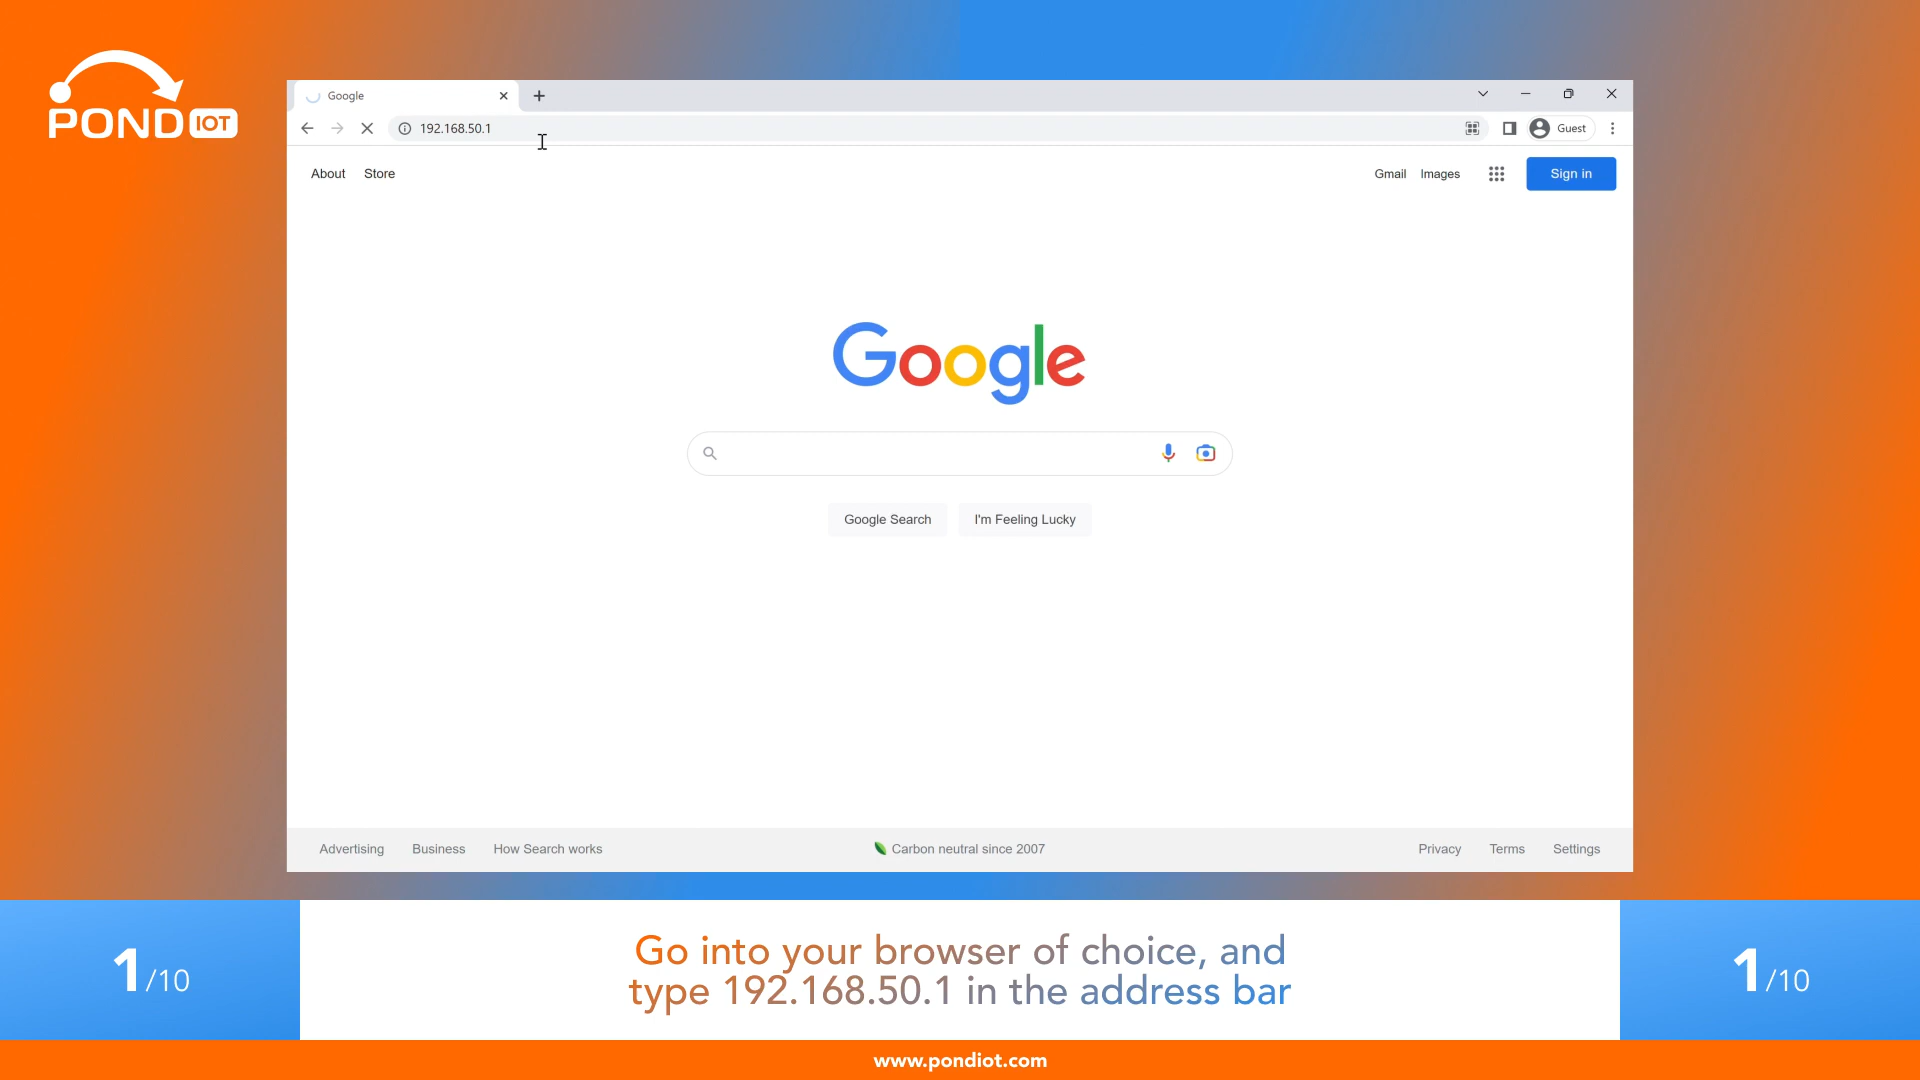 POND IOT
Google
192.168.50.1
Guest
About Store
Gmail Images Sign in
Google
Google Search I'm Feeling Lucky
Advertising Business How Search works
Carbon neutral since 2007
Privacy Terms Settings
1/10
Go into your browser of choice, and
type 192.168.50.1 in the address bar
1/10
www.pondiot.com